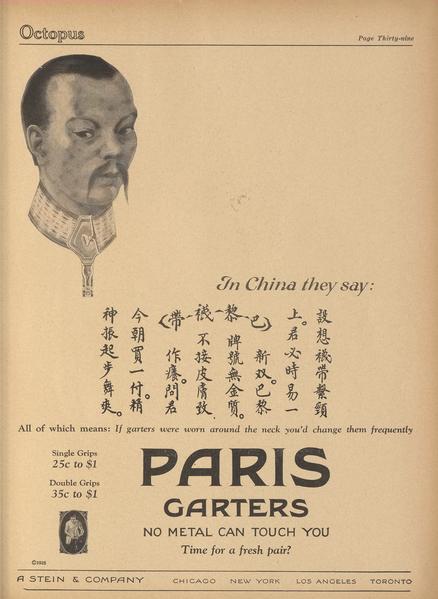 Octopus
Page Thirty-nine
In China they say:
(巴-黎-襪-帶)
設想襪帶繫頸
上。君必時易一
新双。巴黎
牌號無金質。
不接皮膚致
作癢。問君
今朝買一付。精
神振起步舞爽。
All of which means: If garters were worn around the neck you'd change them frequently
Single Grips
25c to $1
Double Grips
35c to $1
PARIS
GARTERS
NO METAL CAN TOUCH YOU
Time for a fresh pair?
A STEIN & COMPANY CHICAGO NEW YORK LOS ANGELES TORONTO